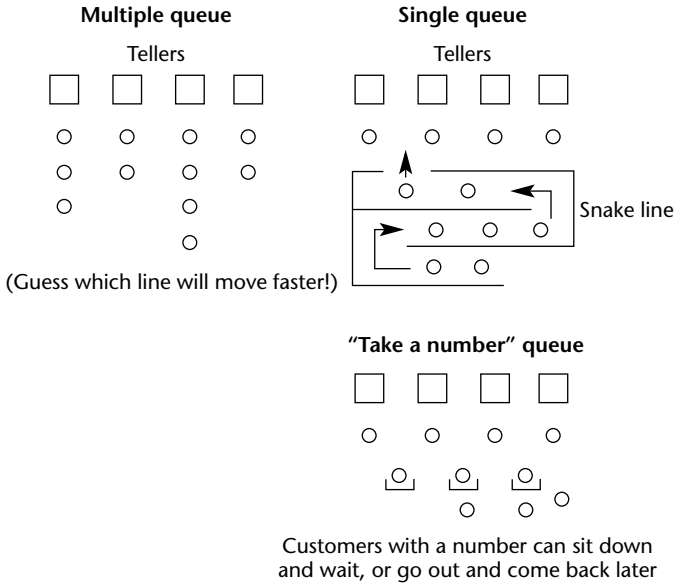 Multiple queue
Tellers
(Guess which line will move faster!)
Single queue
Tellers
Snake line
“Take a number” queue
Customers with a number can sit down
and wait, or go out and come back later